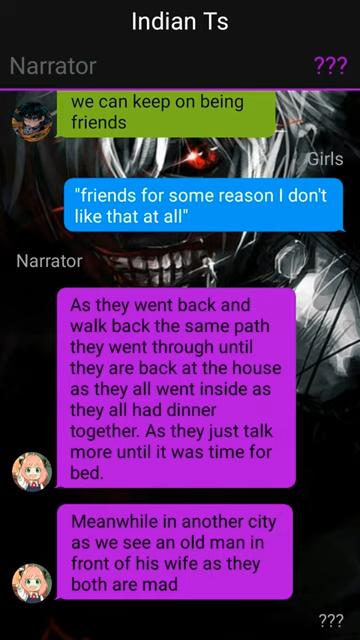 Indian Ts
Narrator
???
we can keep on being
friends
Girls
"friends for some reason I don't
like that at all"
Narrator
As they went back and
walk back the same path
they went through until
they are back at the house
as they all went inside as
they all had dinner
together. As they just talk
more until it was time for
bed.
Meanwhile in another city
as we see an old man in
front of his wife as they
both are mad
???